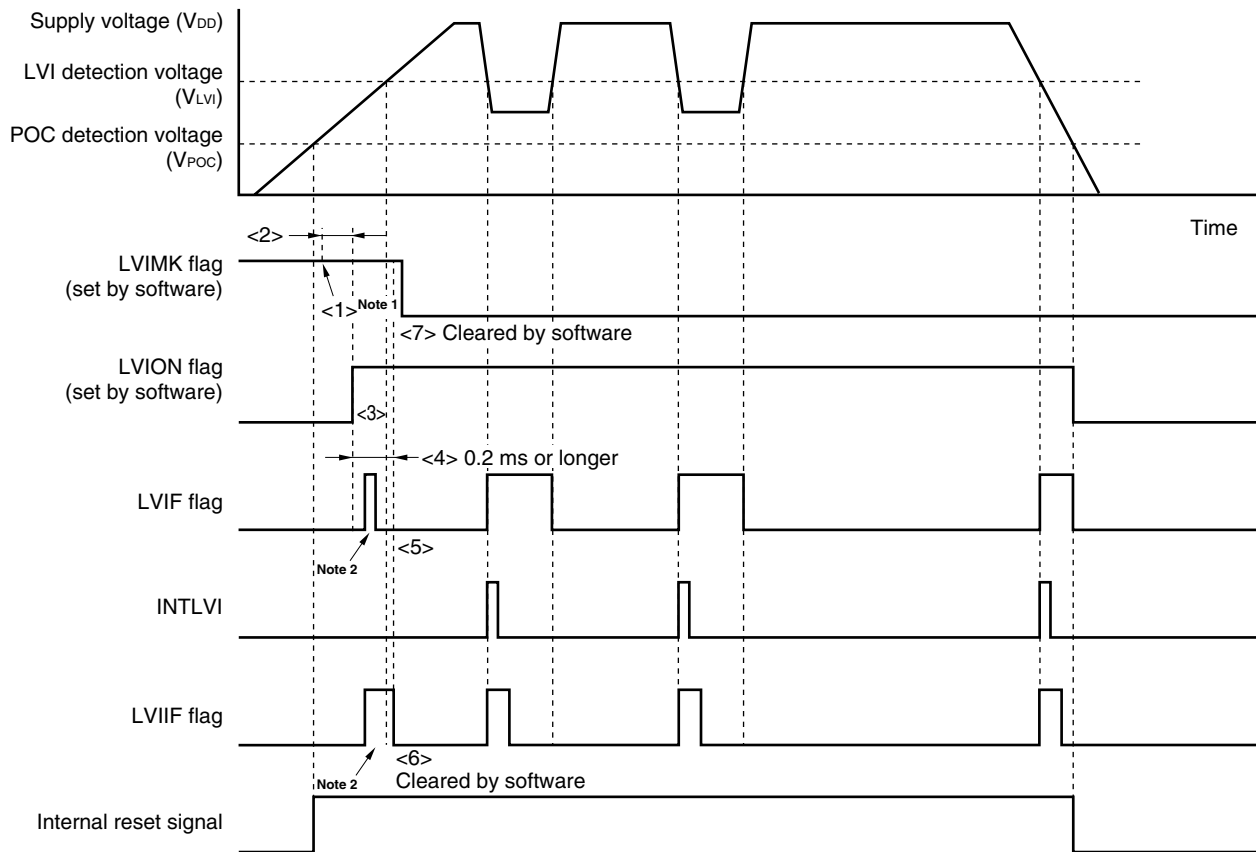 Supply voltage (VDD)
LVI detection voltage
(VLVI)
POC detection voltage
(VPOC)
Time
<2>
LVIMK flag
(set by software)
<1> Note 1
<7> Cleared by software
LVION flag
(set by software)
<3>
<4> 0.2 ms or longer
LVIF flag
Note 2
<5>
INTLVI
LVIIF flag
Note 2
<6>
Cleared by software
Internal reset signal